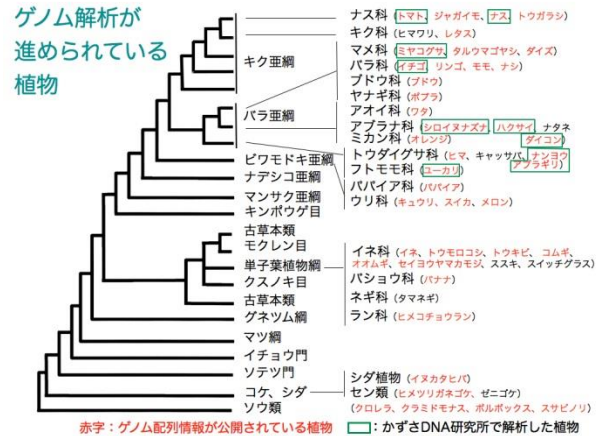 ゲノム解析が
進められている
植物
ナス科（トマト、ジャガイモ、ナス、トウガラシ）
キク科（ヒマワリ、レタス）
キク亜綱
マメ科（ミヤコグサ、タルウマゴヤシ、ダイズ）
バラ科（イチゴ、リンゴ、モモ、ナシ）
ブドウ科（ブドウ）
ヤナギ科（ポプラ）
バラ亜綱
アオイ科（ワタ）
アブラナ科（シロイヌナズナ、ハクサイ、ナタネ
ミカン科（オレンジ） ダイコン）
ビワモドキ亜綱
トウダイグサ科（ヒマ、キャッサバ、ナンヨウ
アブラギリ）
フトモモ科（ユーカリ）
ナデシコ亜綱
パパイア科（パパイア）
マンサク亜綱
ウリ科（キュウリ、スイカ、メロン）
キンポウゲ目
古草本類
モクレン目
単子葉植物綱
イネ科（イネ、トウモロコシ、トウキビ、コムギ、
オオムギ、セイヨウヤマカモジ、ススキ、スイッチグラス）
クスノキ目
バショウ科（バナナ）
古草本類
ネギ科（タマネギ）
グネツム綱
ラン科（ヒメコチョウラン）
マツ綱
イチョウ門
ソテツ門
シダ植物（イヌカタヒバ）
コケ、シダ
セン類（ヒメツリガネゴケ、ゼニゴケ）
ソウ類
（クロレラ、クラミドモナス、ボルボックス、スサビノリ）
赤字：ゲノム配列情報が公開されている植物
：かずさDNA研究所で解析した植物